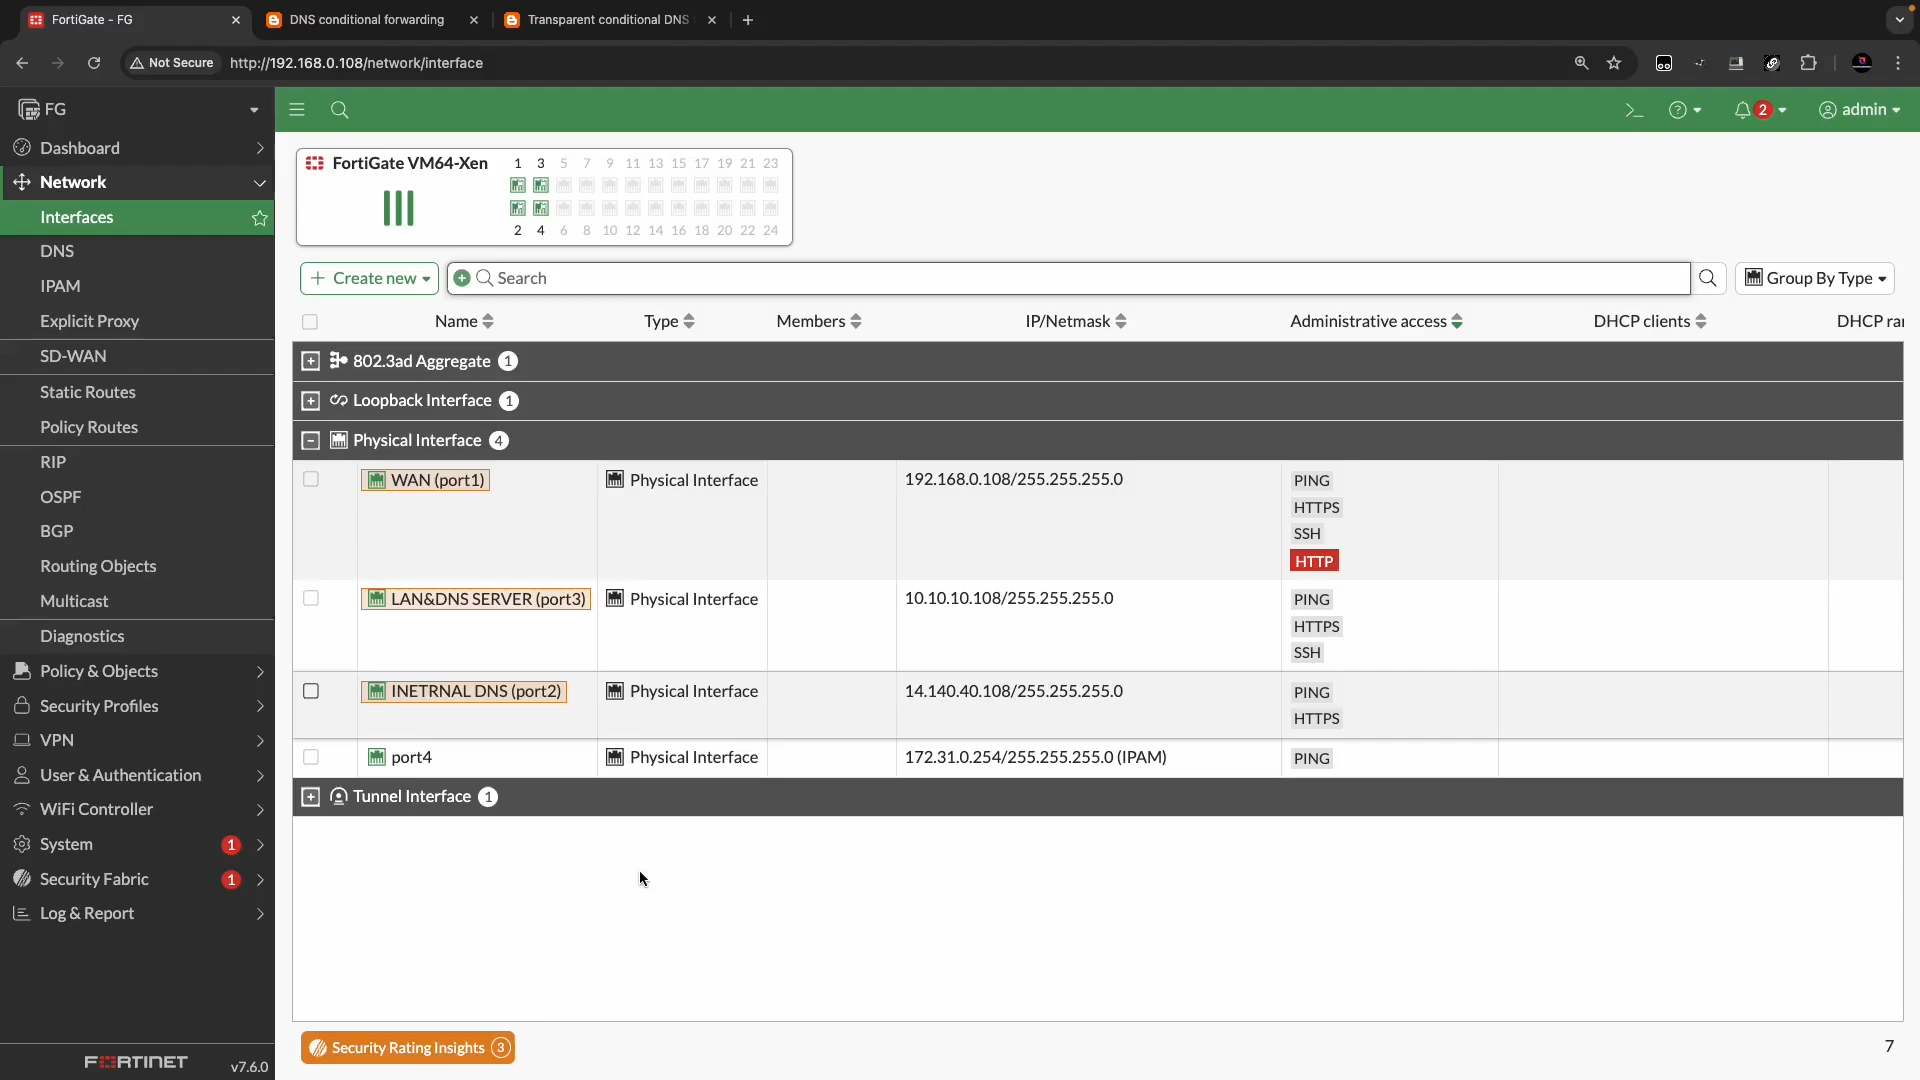 FortiGate - FG
DNS conditional forwarding
Transparent conditional DNS
Not Secure
http://192.168.0.108/network/interface
FG
2
admin
Dashboard
Network
Interfaces
DNS
IPAM
Explicit Proxy
SD-WAN
Static Routes
Policy Routes
RIP
OSPF
BGP
Routing Objects
Multicast
Diagnostics
Policy & Objects
Security Profiles
VPN
User & Authentication
WiFi Controller
System 1
Security Fabric 1
Log & Report
FORTINET v7.6.0
FortiGate VM64-Xen
1 3 5 7 9 11 13 15 17 19 21 23
2 4 6 8 10 12 14 16 18 20 22 24
Create new
Search
Group By Type
Name Type Members IP/Netmask Administrative access DHCP clients DHCP ra
802.3ad Aggregate 1
Loopback Interface 1
Physical Interface 4
WAN (port1) Physical Interface 192.168.0.108/255.255.255.0 PING
HTTPS
SSH
HTTP
LAN&DNS SERVER (port3) Physical Interface 10.10.10.108/255.255.255.0 PING
HTTPS
SSH
INETRNAL DNS (port2) Physical Interface 14.140.40.108/255.255.255.0 PING
HTTPS
port4 Physical Interface 172.31.0.254/255.255.255.0 (IPAM) PING
Tunnel Interface 1
Security Rating Insights 3
7